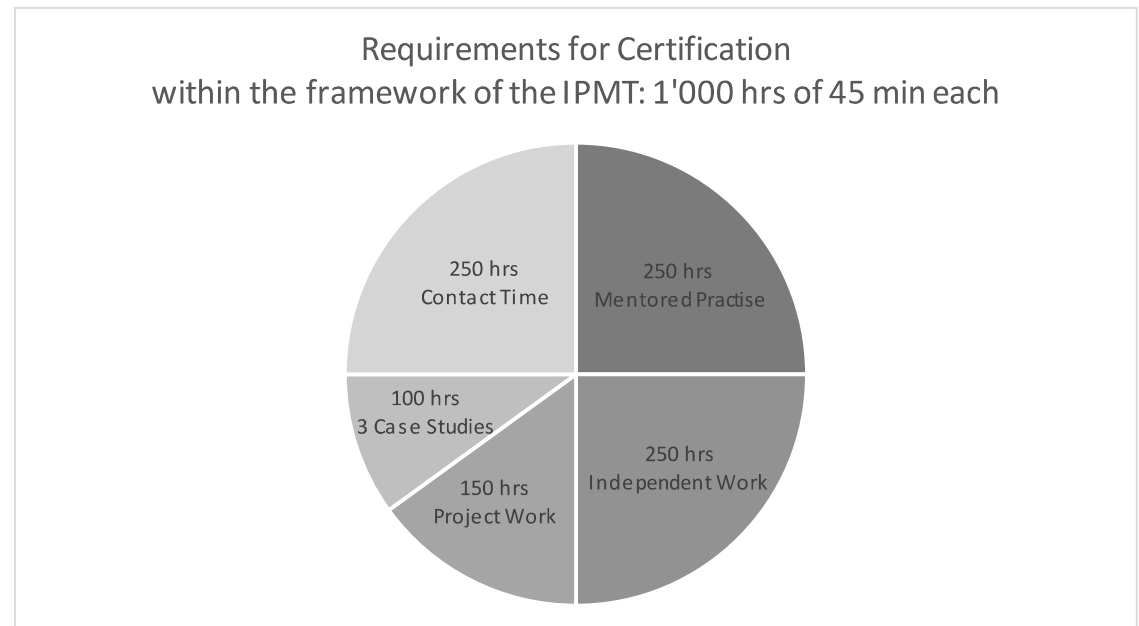 Requirements for Certification
within the framework of the IPMT: 1'000 hrs of 45 min each
250 hrs
Contact Time
250 hrs
Mentored Practise
100 hrs
3 Case Studies
250 hrs
Independent Work
150 hrs
Project Work